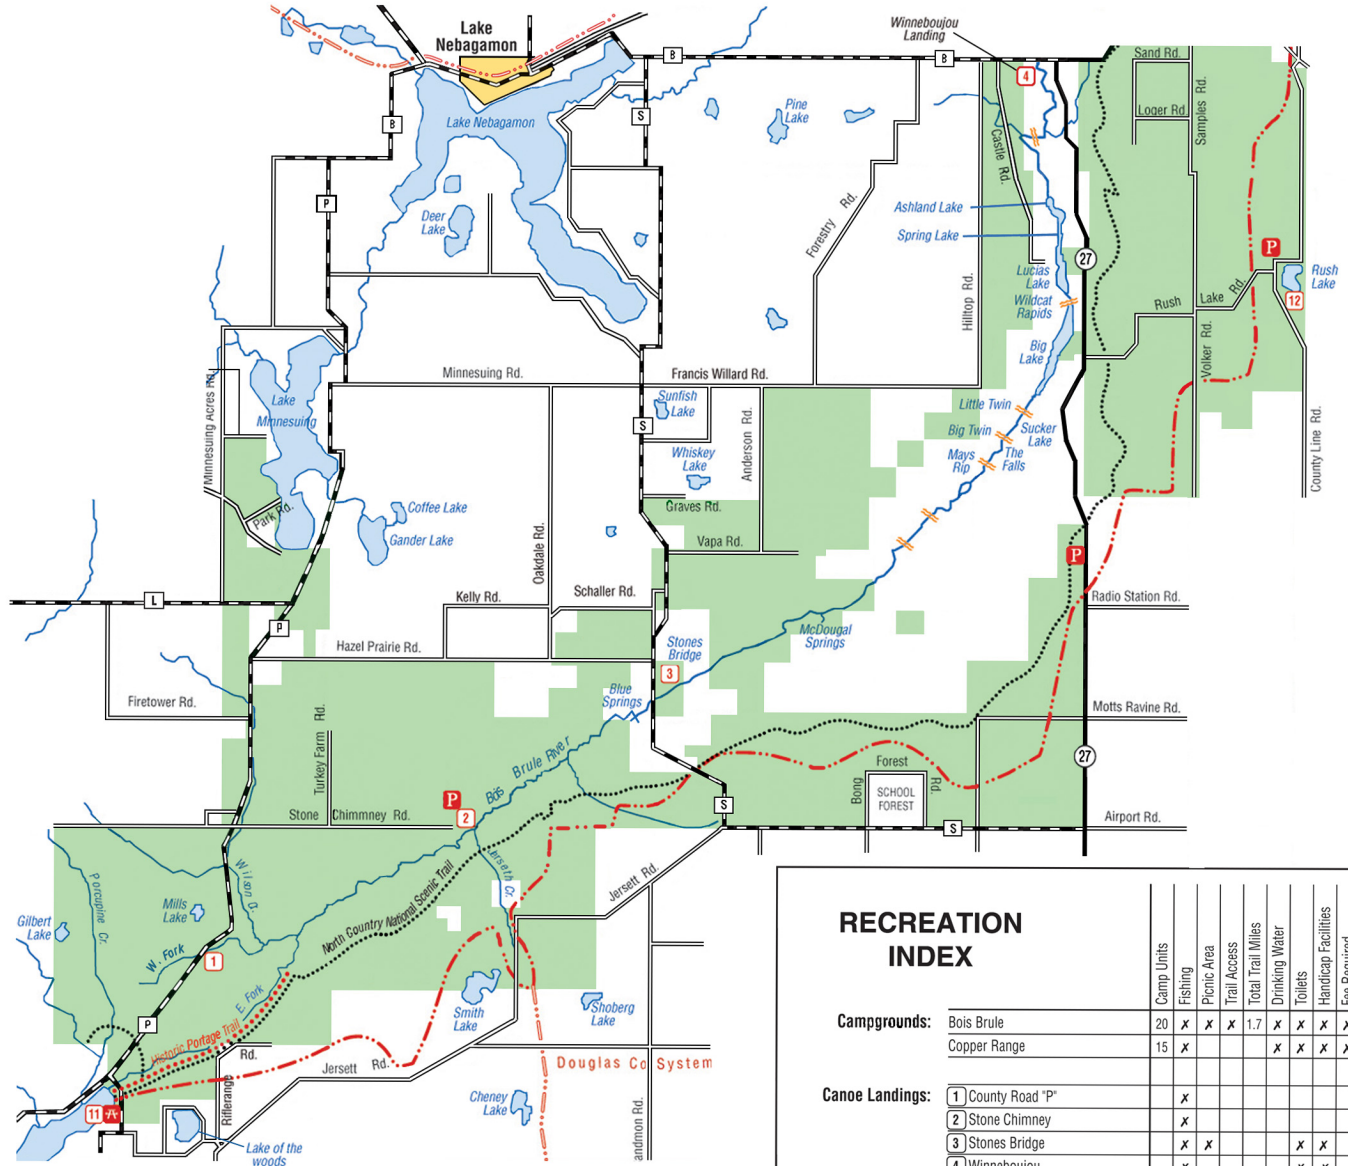 Lake
Nebagamon
Winneboujou
Landing
B
B
4
Sand Rd.
Loger Rd.
Samples Rd.
B
Lake Nebagamon
S
Pine
Lake
Castle Rd.
P
Deer
Lake
Ashland Lake
Spring Lake
Forestry Rd.
27
P
Rush
Lake
12
Lucias
Lake
Wildcat
Rapids
Hilltop Rd.
Rush Lake Rd.
Volker Rd.
Big
Lake
Minnesuing Rd.
Francis Willard Rd.
Minnesuing Acres Rd.
Lake
Minnesuing
Sunfish
Lake
Little Twin
Big Twin
Sucker
Lake
Mays
Rip
The
Falls
S
Whiskey
Lake
Anderson Rd.
County Line Rd.
Park Rd.
Coffee Lake
Gander Lake
Graves Rd.
Vapa Rd.
Oakdale Rd.
P
L
Kelly Rd.
Schaller Rd.
Radio Station Rd.
P
McDougal
Springs
Hazel Prairie Rd.
Stones
Bridge
3
Blue
Springs
Firetower Rd.
Turkey Farm Rd.
Motts Ravine Rd.
Bois Brule River
27
Forest
Bong Rd.
SCHOOL
FOREST
P
2
Stone Chimmney Rd.
S
S
Airport Rd.
Porcupine Cr.
Wilson Cr.
Jerseth Cr.
North Country National Scenic Trail
Jersett Rd.
Mills
Lake
Gilbert
Lake
W. Fork
1
E. Fork
Smith
Lake
Shoberg
Lake
P
Historic Portage Trail
Rd.
Riflerange
Jersett Rd.
Douglas Co System
11
Cheney
Lake
andmon Rd.
Lake of the
woods
RECREATION
INDEX
Camp Units
Fishing
Picnic Area
Trail Access
Total Trail Miles
Drinking Water
Toilets
Handicap Facilities
Fee Required
Campgrounds:
Bois Brule 20 ✗ ✗ ✗ 1.7 ✗ ✗ ✗ ✗
Copper Range 15 ✗ ✗ ✗ ✗ ✗
Canoe Landings:
1 County Road "P" ✗
2 Stone Chimney ✗
3 Stones Bridge ✗ ✗ ✗ ✗
4 Winneboujou ✗ ✗ ✗